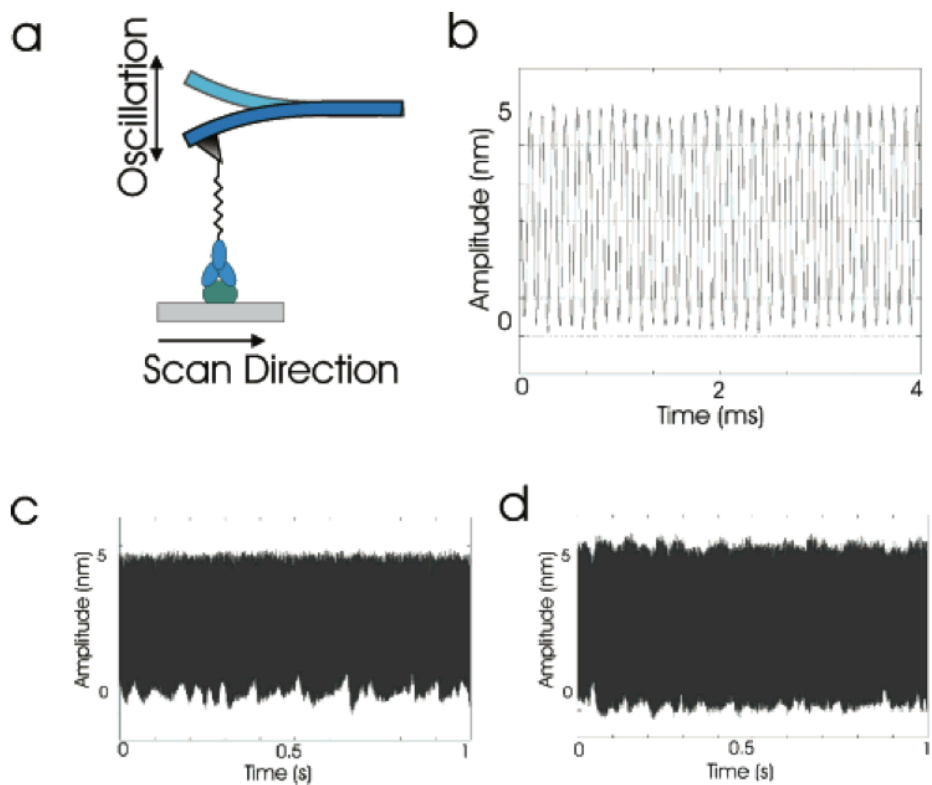 a
Oscillation
Scan Direction
b
Amplitude (nm)
5
0
0
2
4
Time (ms)
c
Amplitude (nm)
5
0
0
0.5
1
Time (s)
d
Amplitude (nm)
5
0
0
0.5
1
Time (s)